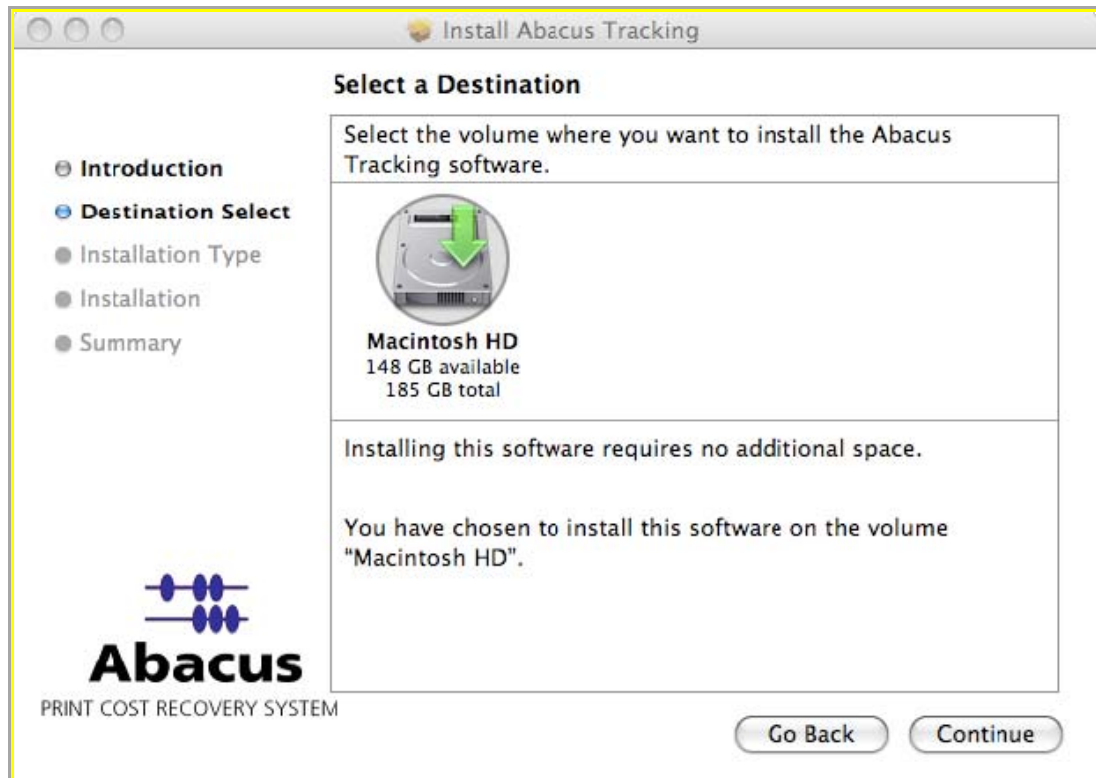 Install Abacus Tracking
Select a Destination
Introduction
Destination Select
Installation Type
Installation
Summary
Select the volume where you want to install the Abacus
Tracking software.
Macintosh HD
148 GB available
185 GB total
Installing this software requires no additional space.
You have chosen to install this software on the volume
“Macintosh HD”.
Abacus
PRINT COST RECOVERY SYSTEM
Go Back
Continue